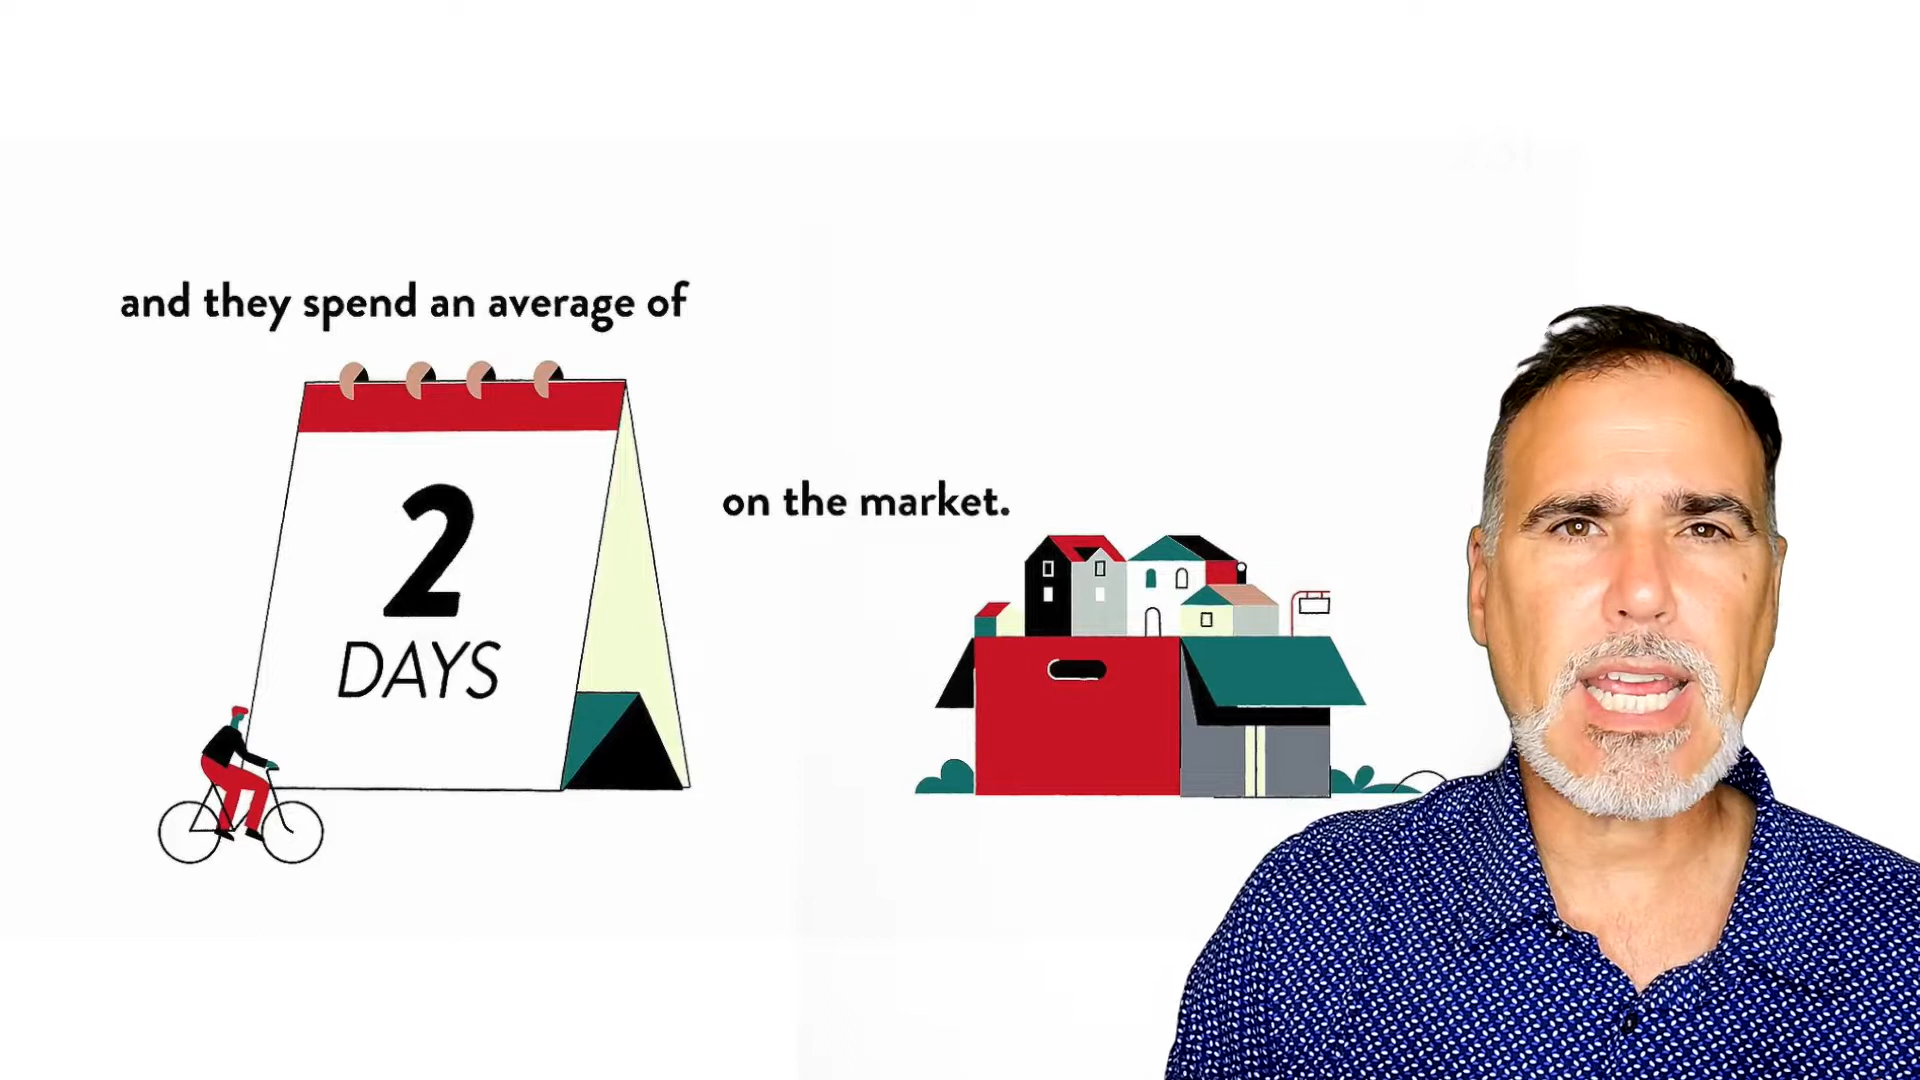 and they spend an average of
2
DAYS
on the market.